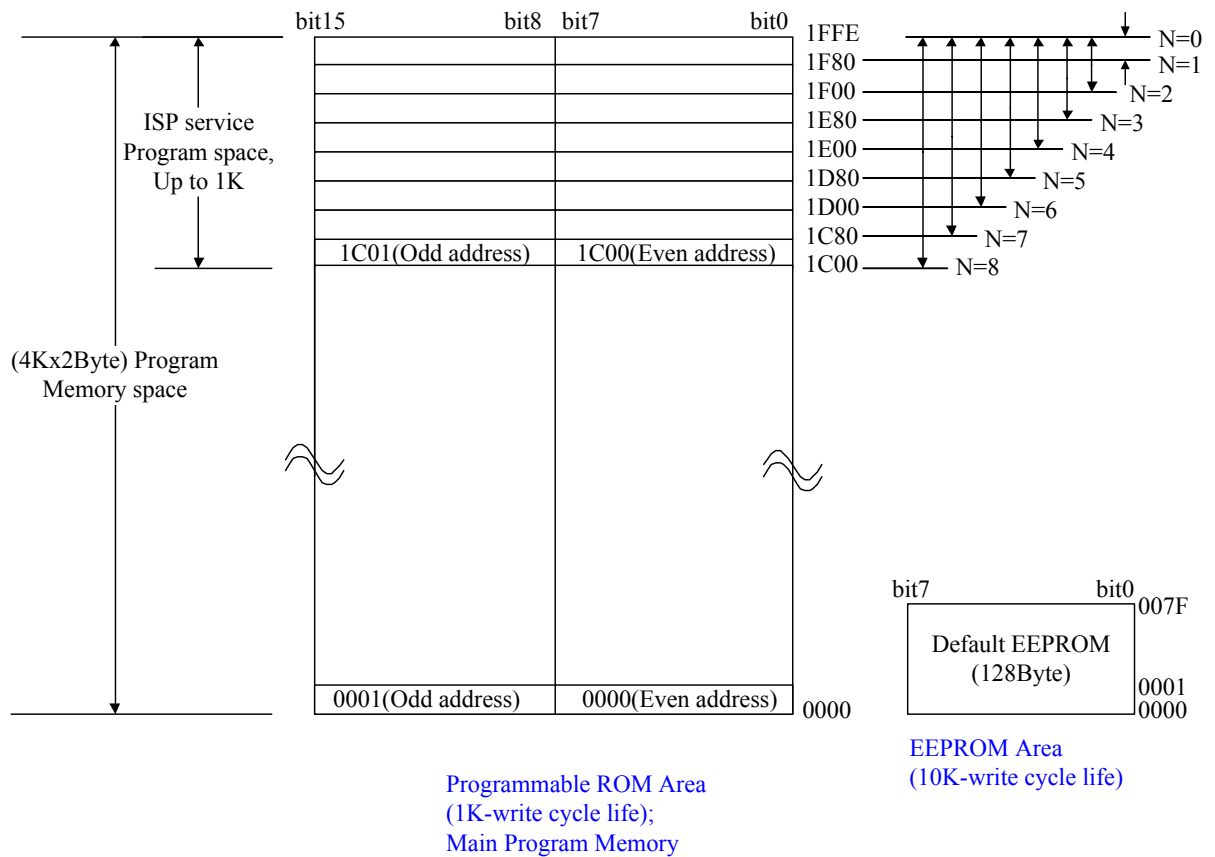 bit15 bit8 bit7 bit0
1FFE N=0
1F80 N=1
1F00 N=2
1E80 N=3
1E00 N=4
1D80 N=5
1D00 N=6
1C80 N=7
1C00 N=8
ISP service
Program space,
Up to 1K
1C01(Odd address) 1C00(Even address)
(4Kx2Byte) Program
Memory space
0001(Odd address) 0000(Even address)
0000
bit7 bit0
007F
Default EEPROM
(128Byte)
0001
0000
EEPROM Area
(10K-write cycle life)
Programmable ROM Area
(1K-write cycle life);
Main Program Memory